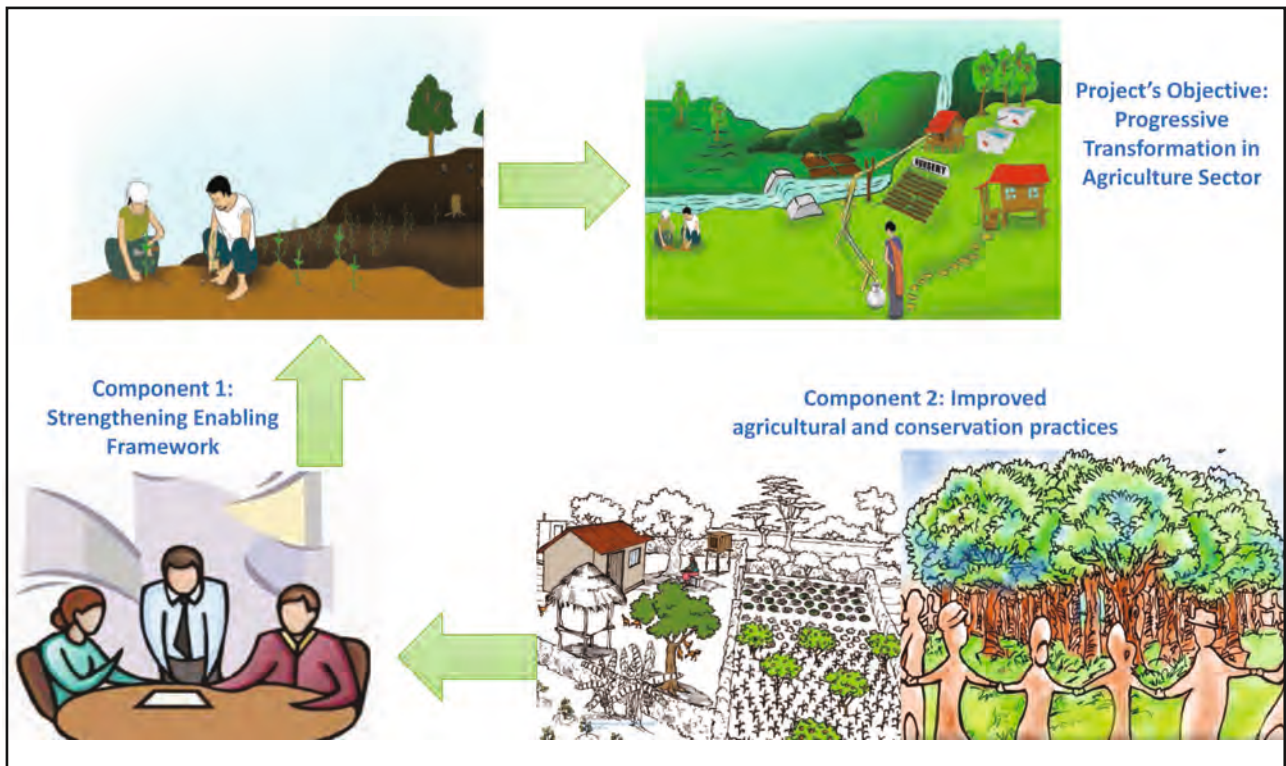 Project's Objective:
Progressive
Transformation in
Agriculture Sector
NURSERY
Component 1:
Strengthening Enabling
Framework
Component 2: Improved
agricultural and conservation practices